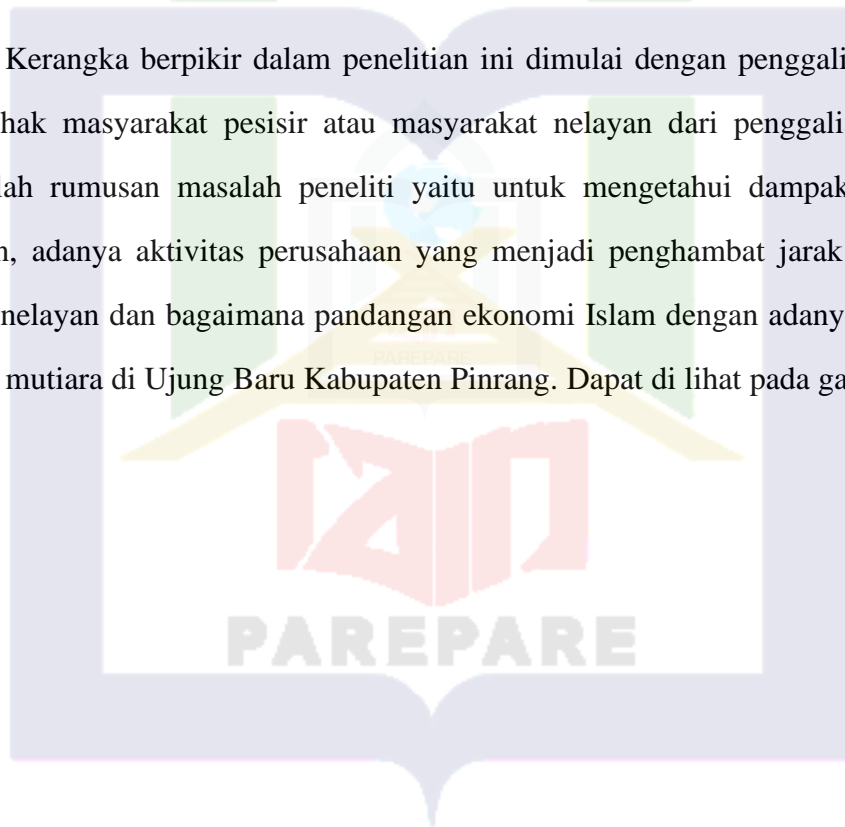 Kerangka berpikir dalam penelitian ini dimulai dengan penggali
hak masyarakat pesisir atau masyarakat nelayan dari penggali
lah rumusan masalah peneliti yaitu untuk mengetahui dampak
n, adanya aktivitas perusahaan yang menjadi penghambat jarak
nelayan dan bagaimana pandangan ekonomi Islam dengan adany
mutiara di Ujung Baru Kabupaten Pinrang. Dapat di lihat pada ga
PAREPARE
iain
PAREPARE